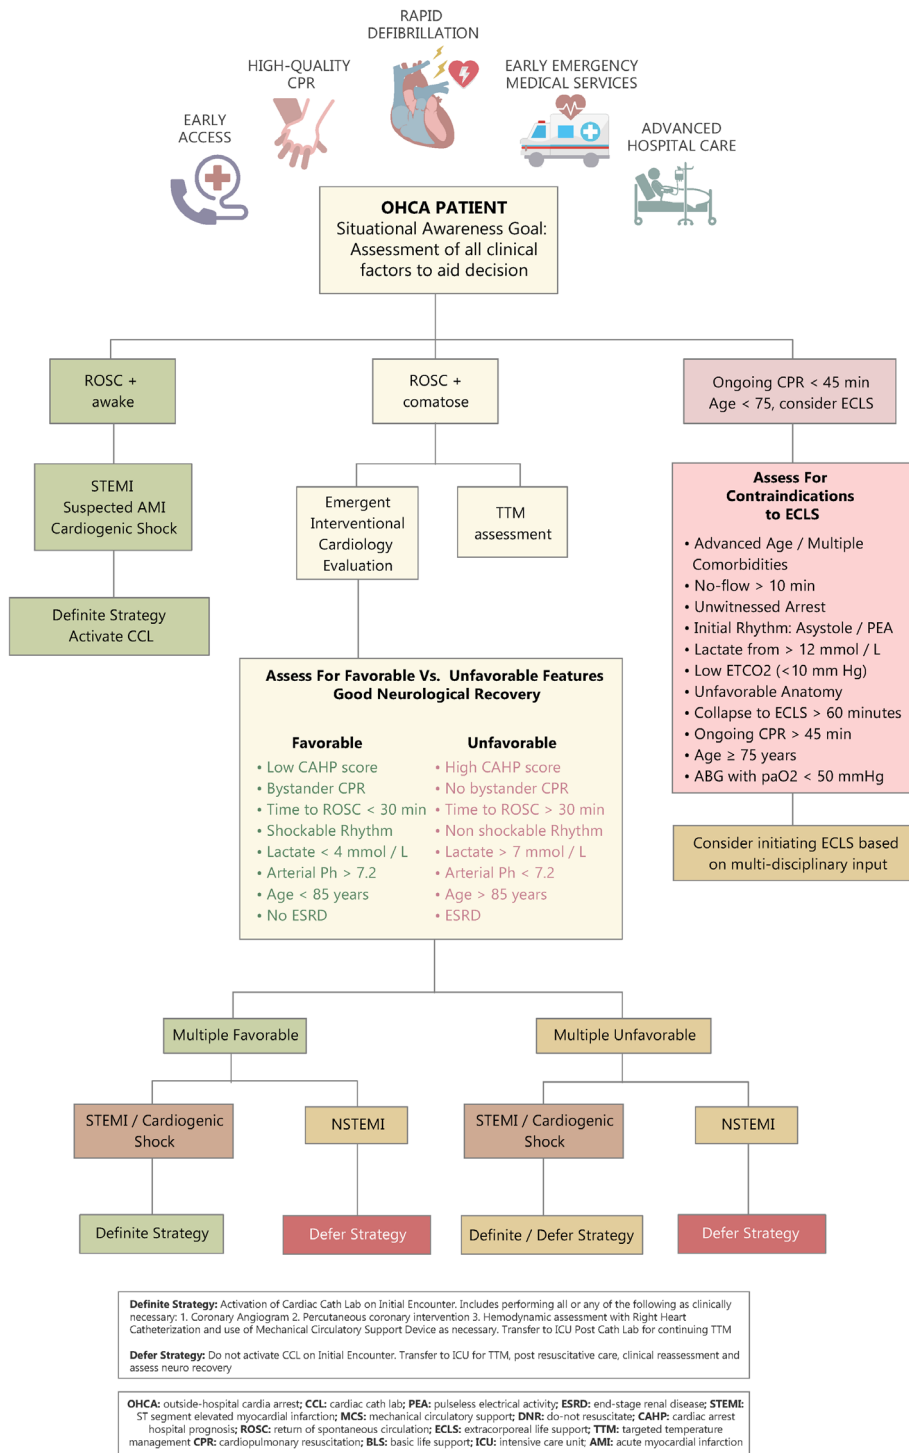 RAPID
DEFIBRILLATION
HIGH-QUALITY
CPR
EARLY EMERGENCY
MEDICAL SERVICES
EARLY
ACCESS
ADVANCED
HOSPITAL CARE
OHCA PATIENT
Situational Awareness Goal:
Assessment of all clinical
factors to aid decision
ROSC +
awake
ROSC +
comatose
Ongoing CPR < 45 min
Age < 75, consider ECLS
STEMI
Suspected AMI
Cardiogenic Shock
Emergent
Interventional
Cardiology
Evaluation
TTM
assessment
Definite Strategy
Activate CCL
Assess For
Contraindications
to ECLS
• Advanced Age / Multiple
Comorbidities
• No-flow > 10 min
• Unwitnessed Arrest
• Initial Rhythm: Asystole / PEA
• Lactate from > 12 mmol / L
• Low ETCO2 (<10 mm Hg)
• Unfavorable Anatomy
• Collapse to ECLS > 60 minutes
• Ongoing CPR > 45 min
• Age ≥ 75 years
• ABG with paO2 < 50 mmHg
Consider initiating ECLS based
on multi-disciplinary input
Assess For Favorable Vs. Unfavorable Features
Good Neurological Recovery
Favorable
• Low CAHP score
• Bystander CPR
• Time to ROSC < 30 min
• Shockable Rhythm
• Lactate < 4 mmol / L
• Arterial Ph > 7.2
• Age < 85 years
• No ESRD
Unfavorable
• High CAHP score
• No bystander CPR
• Time to ROSC > 30 min
• Non shockable Rhythm
• Lactate > 7 mmol / L
• Arterial Ph < 7.2
• Age > 85 years
• ESRD
Multiple Favorable
Multiple Unfavorable
STEMI / Cardiogenic
Shock
NSTEMI
STEMI / Cardiogenic
Shock
NSTEMI
Definite Strategy
Defer Strategy
Definite / Defer Strategy
Defer Strategy
Definite Strategy: Activation of Cardiac Cath Lab on Initial Encounter. Includes performing all or any of the following as clinically
necessary: 1. Coronary Angiogram 2. Percutaneous coronary intervention 3. Hemodynamic assessment with Right Heart
Catheterization and use of Mechanical Circulatory Support Device as necessary. Transfer to ICU Post Cath Lab for continuing TTM
Defer Strategy: Do not activate CCL on Initial Encounter. Transfer to ICU for TTM, post resuscitative care, clinical reassessment and
assess neuro recovery
OHCA: outside-hospital cardia arrest; CCL: cardiac cath lab; PEA: pulseless electrical activity; ESRD: end-stage renal disease; STEMI:
ST segment elevated myocardial infarction; MCS: mechanical circulatory support; DNR: do-not resuscitate; CAHP: cardiac arrest
hospital prognosis; ROSC: return of spontaneous circulation; ECLS: extracorporeal life support; TTM: targeted temperature
management CPR: cardiopulmonary resuscitation; BLS: basic life support; ICU: intensive care unit; AMI: acute myocardial infarction